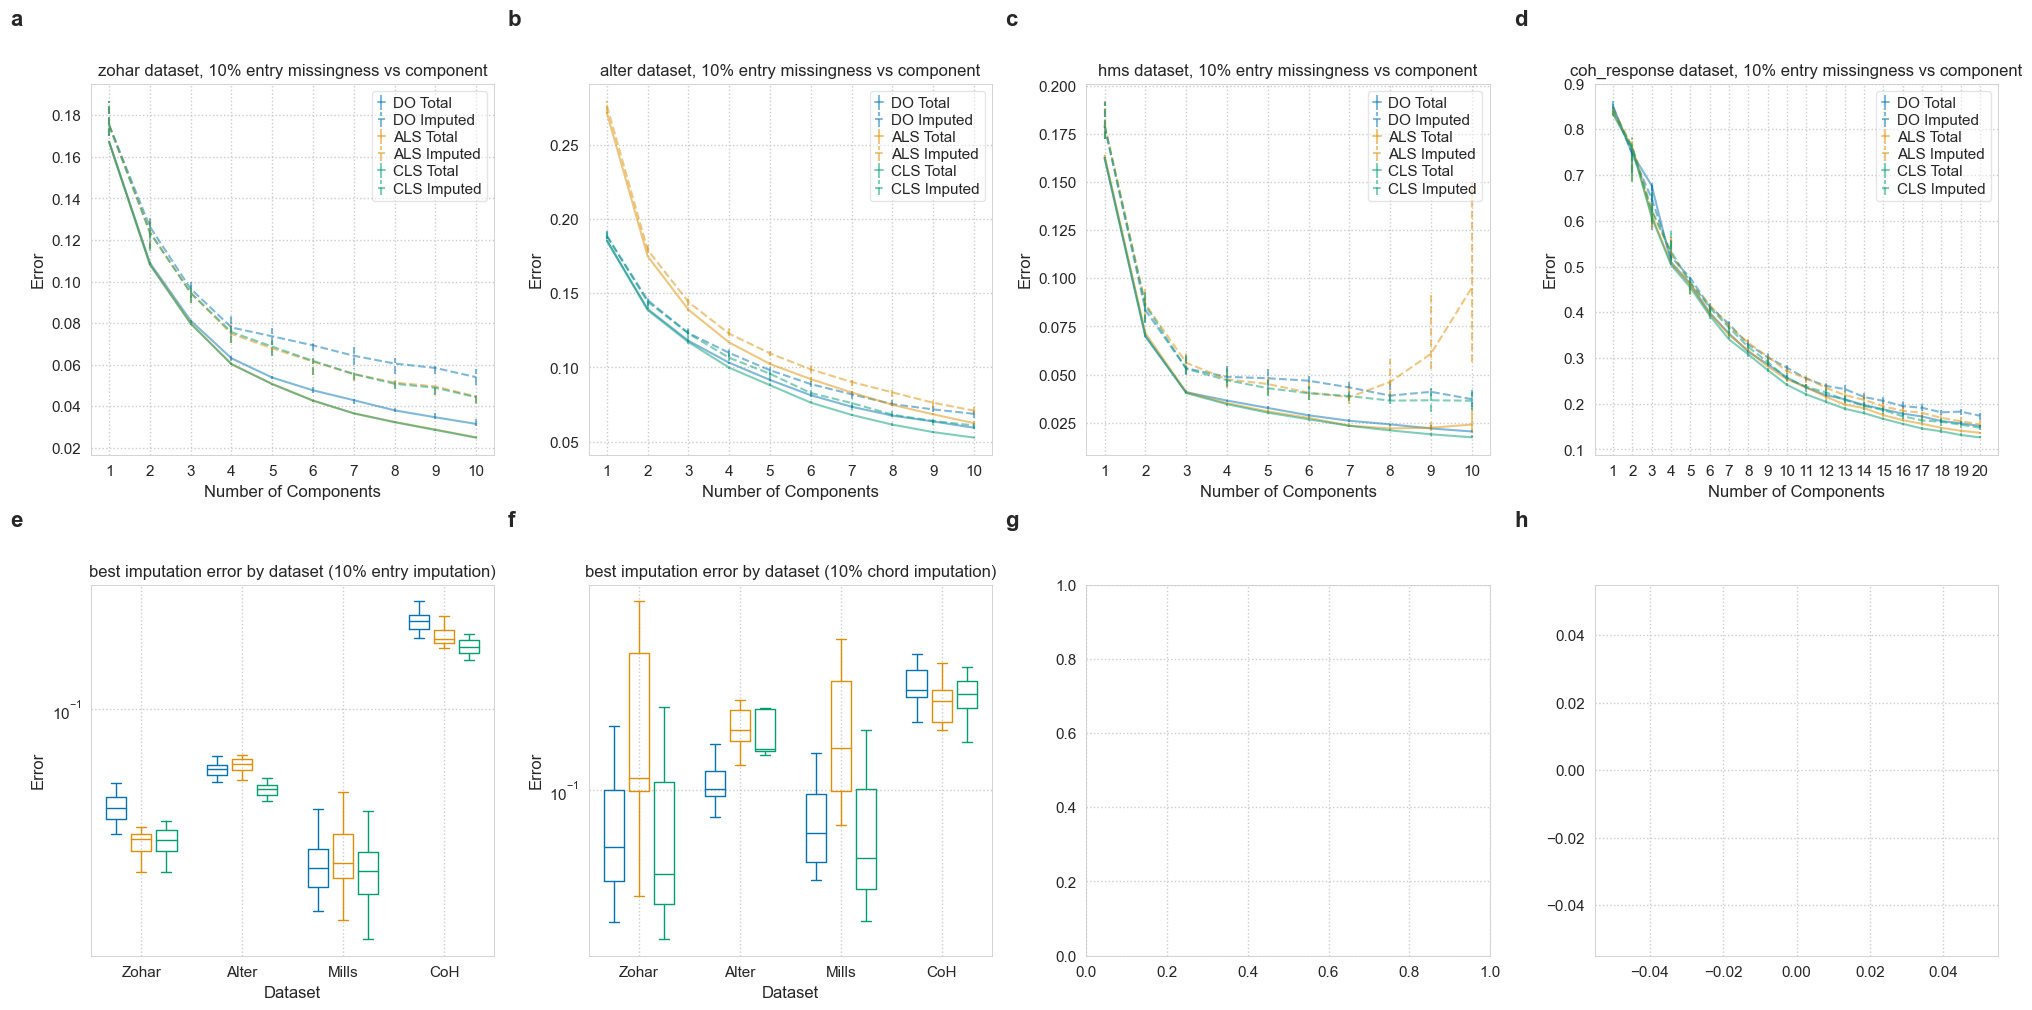 a
zohar dataset, 10% entry missingness vs component
0.18
0.16
0.14
0.12
0.10
0.08
0.06
0.04
0.02
Error
DO Total
DO Imputed
ALS Total
ALS Imputed
CLS Total
CLS Imputed
1 2 3 4 5 6 7 8 9 10
Number of Components
b
alter dataset, 10% entry missingness vs component
0.25
0.20
0.15
0.10
0.05
Error
DO Total
DO Imputed
ALS Total
ALS Imputed
CLS Total
CLS Imputed
1 2 3 4 5 6 7 8 9 10
Number of Components
c
hms dataset, 10% entry missingness vs component
0.200
0.175
0.150
0.125
0.100
0.075
0.050
0.025
Error
DO Total
DO Imputed
ALS Total
ALS Imputed
CLS Total
CLS Imputed
1 2 3 4 5 6 7 8 9 10
Number of Components
d
coh_response dataset, 10% entry missingness vs component
0.9
0.8
0.7
0.6
0.5
0.4
0.3
0.2
0.1
Error
DO Total
DO Imputed
ALS Total
ALS Imputed
CLS Total
CLS Imputed
1 2 3 4 5 6 7 8 9 10 11 12 13 14 15 16 17 18 19 20
Number of Components
e
best imputation error by dataset (10% entry imputation)
10⁻¹
Error
Zohar Alter Mills CoH
Dataset
f
best imputation error by dataset (10% chord imputation)
10⁻¹
Error
Zohar Alter Mills CoH
Dataset
g
1.0
0.8
0.6
0.4
0.2
0.0
0.0 0.2 0.4 0.6 0.8 1.0
h
0.04
0.02
0.00
−0.02
−0.04
−0.04 −0.02 0.00 0.02 0.04